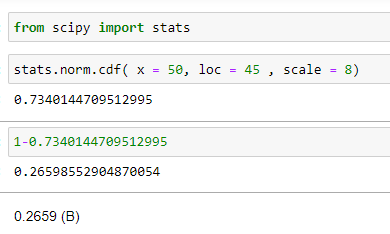 from scipy import stats
stats.norm.cdf( x = 50, loc = 45 , scale = 8)
0.7340144709512995
1-0.7340144709512995
0.26598552904870054
0.2659 (B)